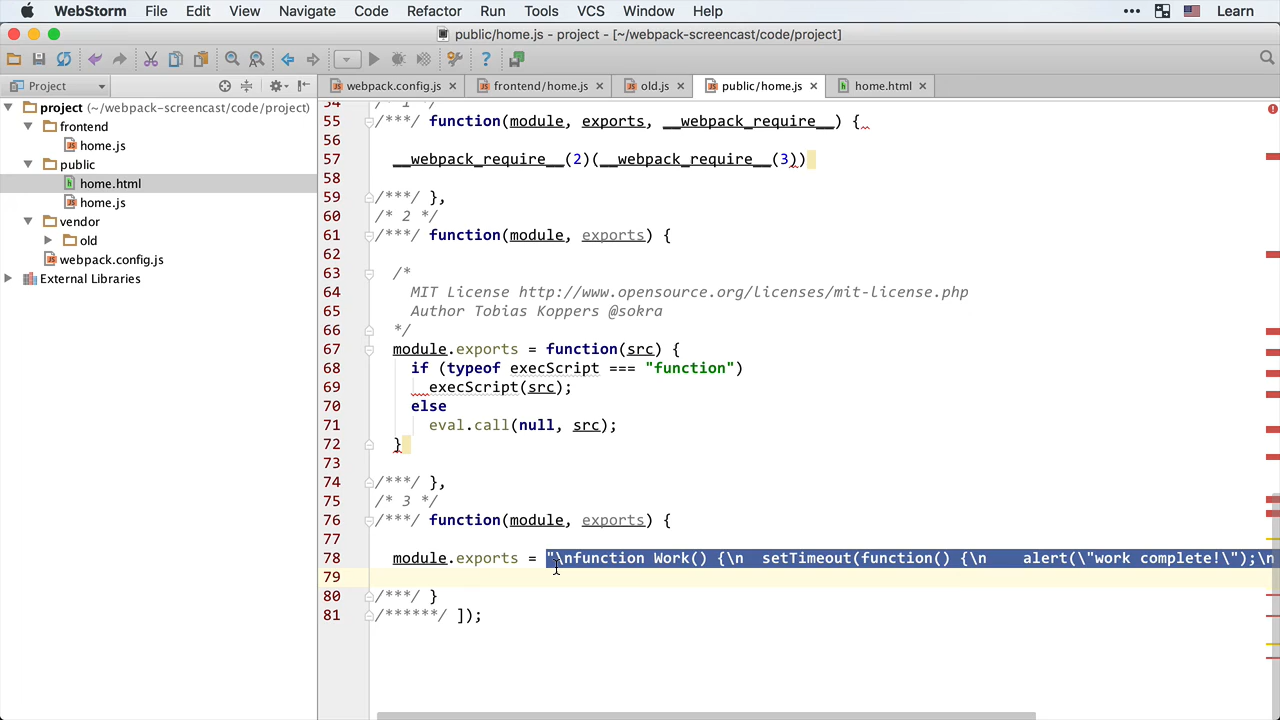 WebStorm File Edit View Navigate Code Refactor Run Tools VCS Window Help Learn
public/home.js - project - [~/webpack-screencast/code/project]
Project
webpack.config.js frontend/home.js old.js public/home.js home.html
project (~/webpack-screencast/code/project)
frontend
home.js
public
home.html
home.js
vendor
old
webpack.config.js
External Libraries
54 /* 1 */
55 /***/ function(module, exports, __webpack_require__) {
56
57 __webpack_require__(2)(__webpack_require__(3))
58
59 /***/ },
60 /* 2 */
61 /***/ function(module, exports) {
62
63 /*
64 MIT License http://www.opensource.org/licenses/mit-license.php
65 Author Tobias Koppers @sokra
66 */
67 module.exports = function(src) {
68 if (typeof execScript === "function")
69 execScript(src);
70 else
71 eval.call(null, src);
72 }
73
74 /***/ },
75 /* 3 */
76 /***/ function(module, exports) {
77
78 module.exports = "\nfunction Work() {\n  setTimeout(function() {\n    alert(\"work complete!\");\n
79
80 /***/ }
81 /******/ ]);